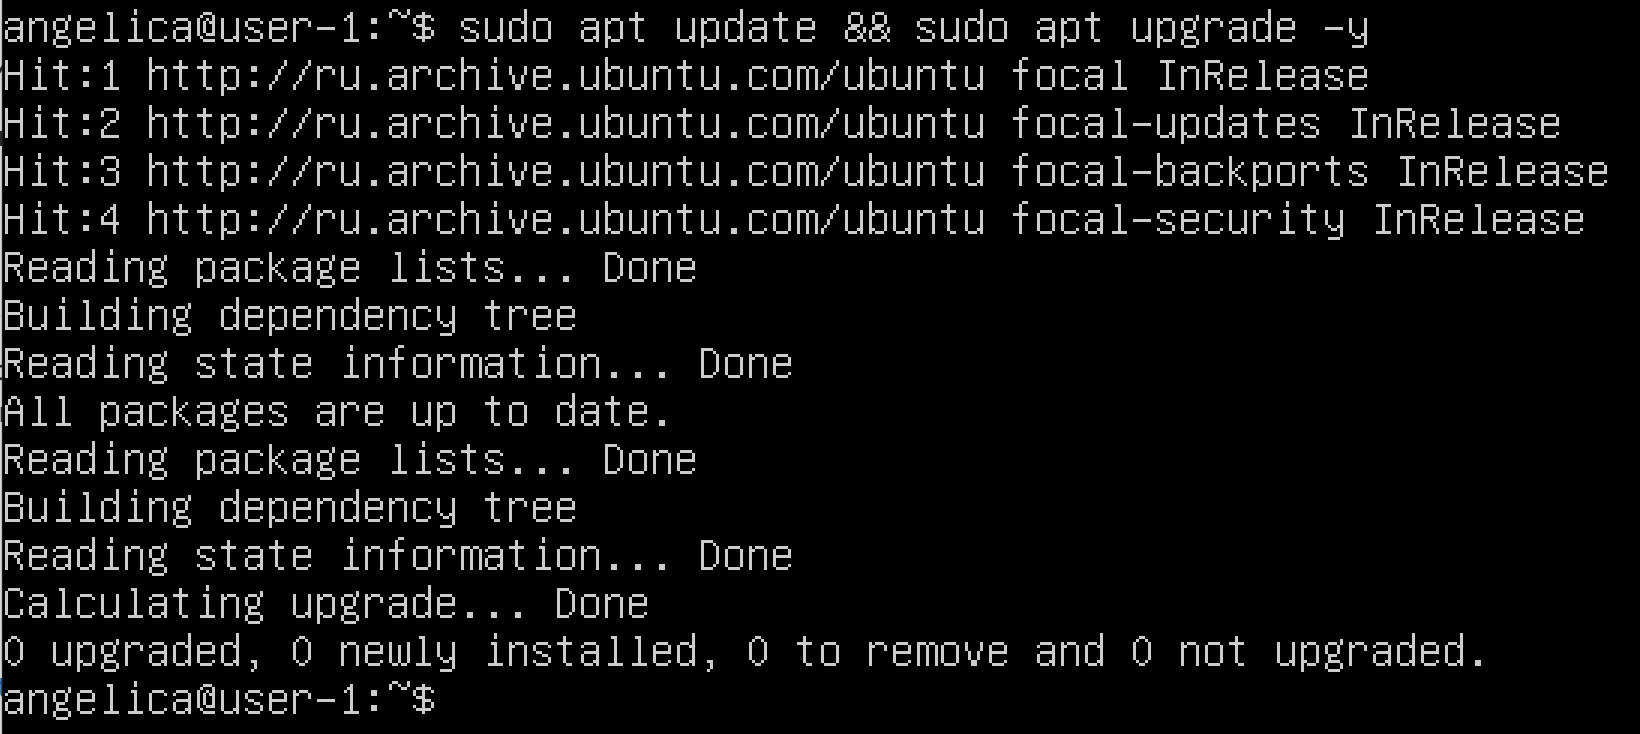 angelica@user-1:~$ sudo apt update && sudo apt upgrade -y
Hit:1 http://ru.archive.ubuntu.com/ubuntu focal InRelease
Hit:2 http://ru.archive.ubuntu.com/ubuntu focal-updates InRelease
Hit:3 http://ru.archive.ubuntu.com/ubuntu focal-backports InRelease
Hit:4 http://ru.archive.ubuntu.com/ubuntu focal-security InRelease
Reading package lists... Done
Building dependency tree
Reading state information... Done
All packages are up to date.
Reading package lists... Done
Building dependency tree
Reading state information... Done
Calculating upgrade... Done
0 upgraded, 0 newly installed, 0 to remove and 0 not upgraded.
angelica@user-1:~$